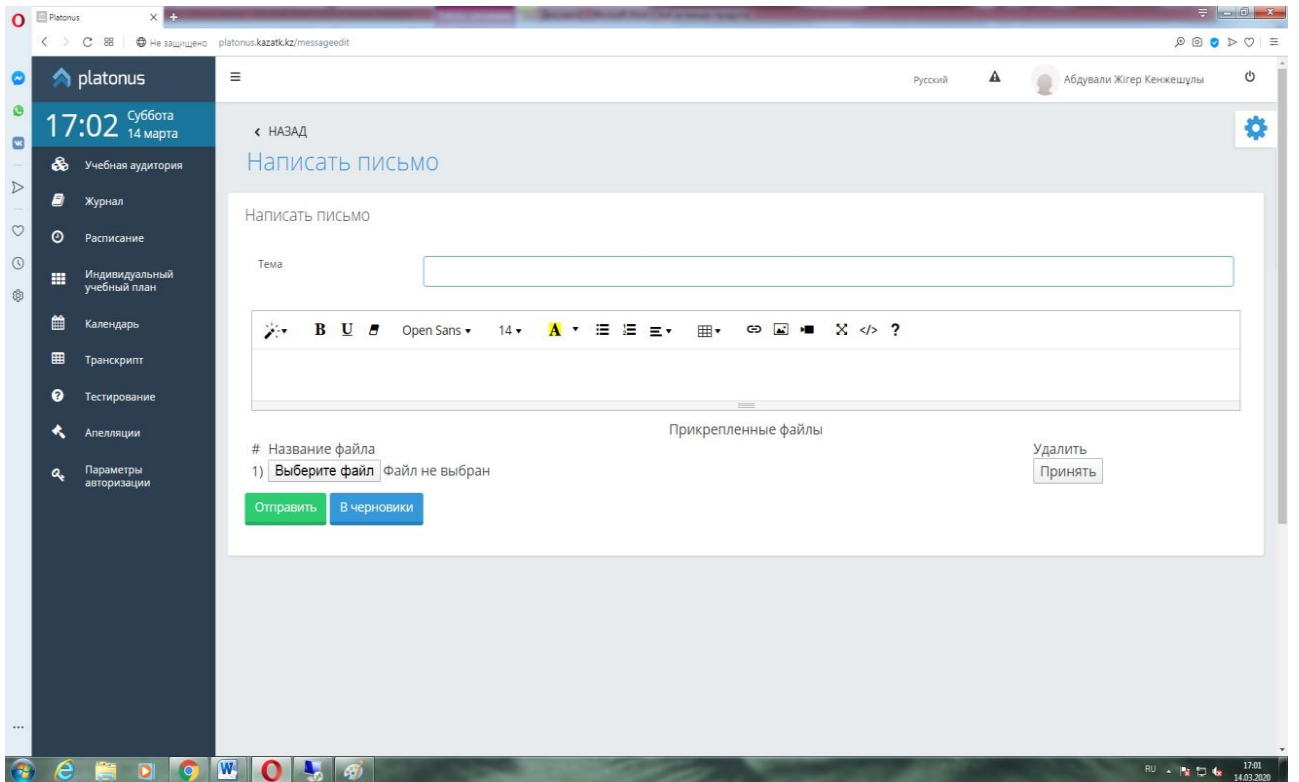 Platonus
88 Не защищено platonus.kazatk.kz/messageedit
platonus
Русский Абдували Жігер Кенжешұлы
17:02 Суббота
14 марта
НАЗАД
Написать письмо
Учебная аудитория
Журнал
Расписание
Индивидуальный
учебный план
Календарь
Транскрипт
Тестирование
Апелляции
Параметры
авторизации
Написать письмо
Тема
B U Open Sans 14 A </> ?
Прикрепленные файлы
# Название файла Удалить
1) Выберите файл Файл не выбран Принять
Отправить В черновики
RU 17:01
14.03.2020